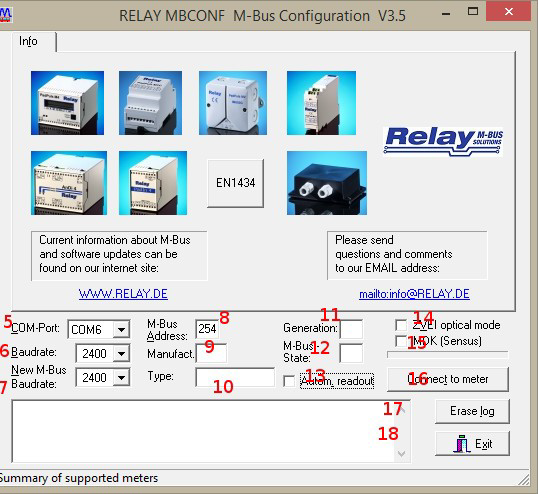 RELAY MBCONF M-Bus Configuration V3.5
Info
Relay M-BUS SOLUTIONS
EN1434
Current information about M-Bus
and software updates can be
found on our internet site:
WWW.RELAY.DE
Please send
questions and comments
to our EMAIL address:
mailto:info@RELAY.DE
5 COM-Port: COM6
6 Baudrate: 2400
7 New M-Bus Baudrate: 2400
M-Bus Address: 254 8
Manufact. 9
Type: 10
Generation: 11
M-Bus-State: 12
13 Autom. readout
14 ZVEI optical mode
15 MDK (Sensus)
16 Connect to meter
17
18
Erase log
Exit
Summary of supported meters